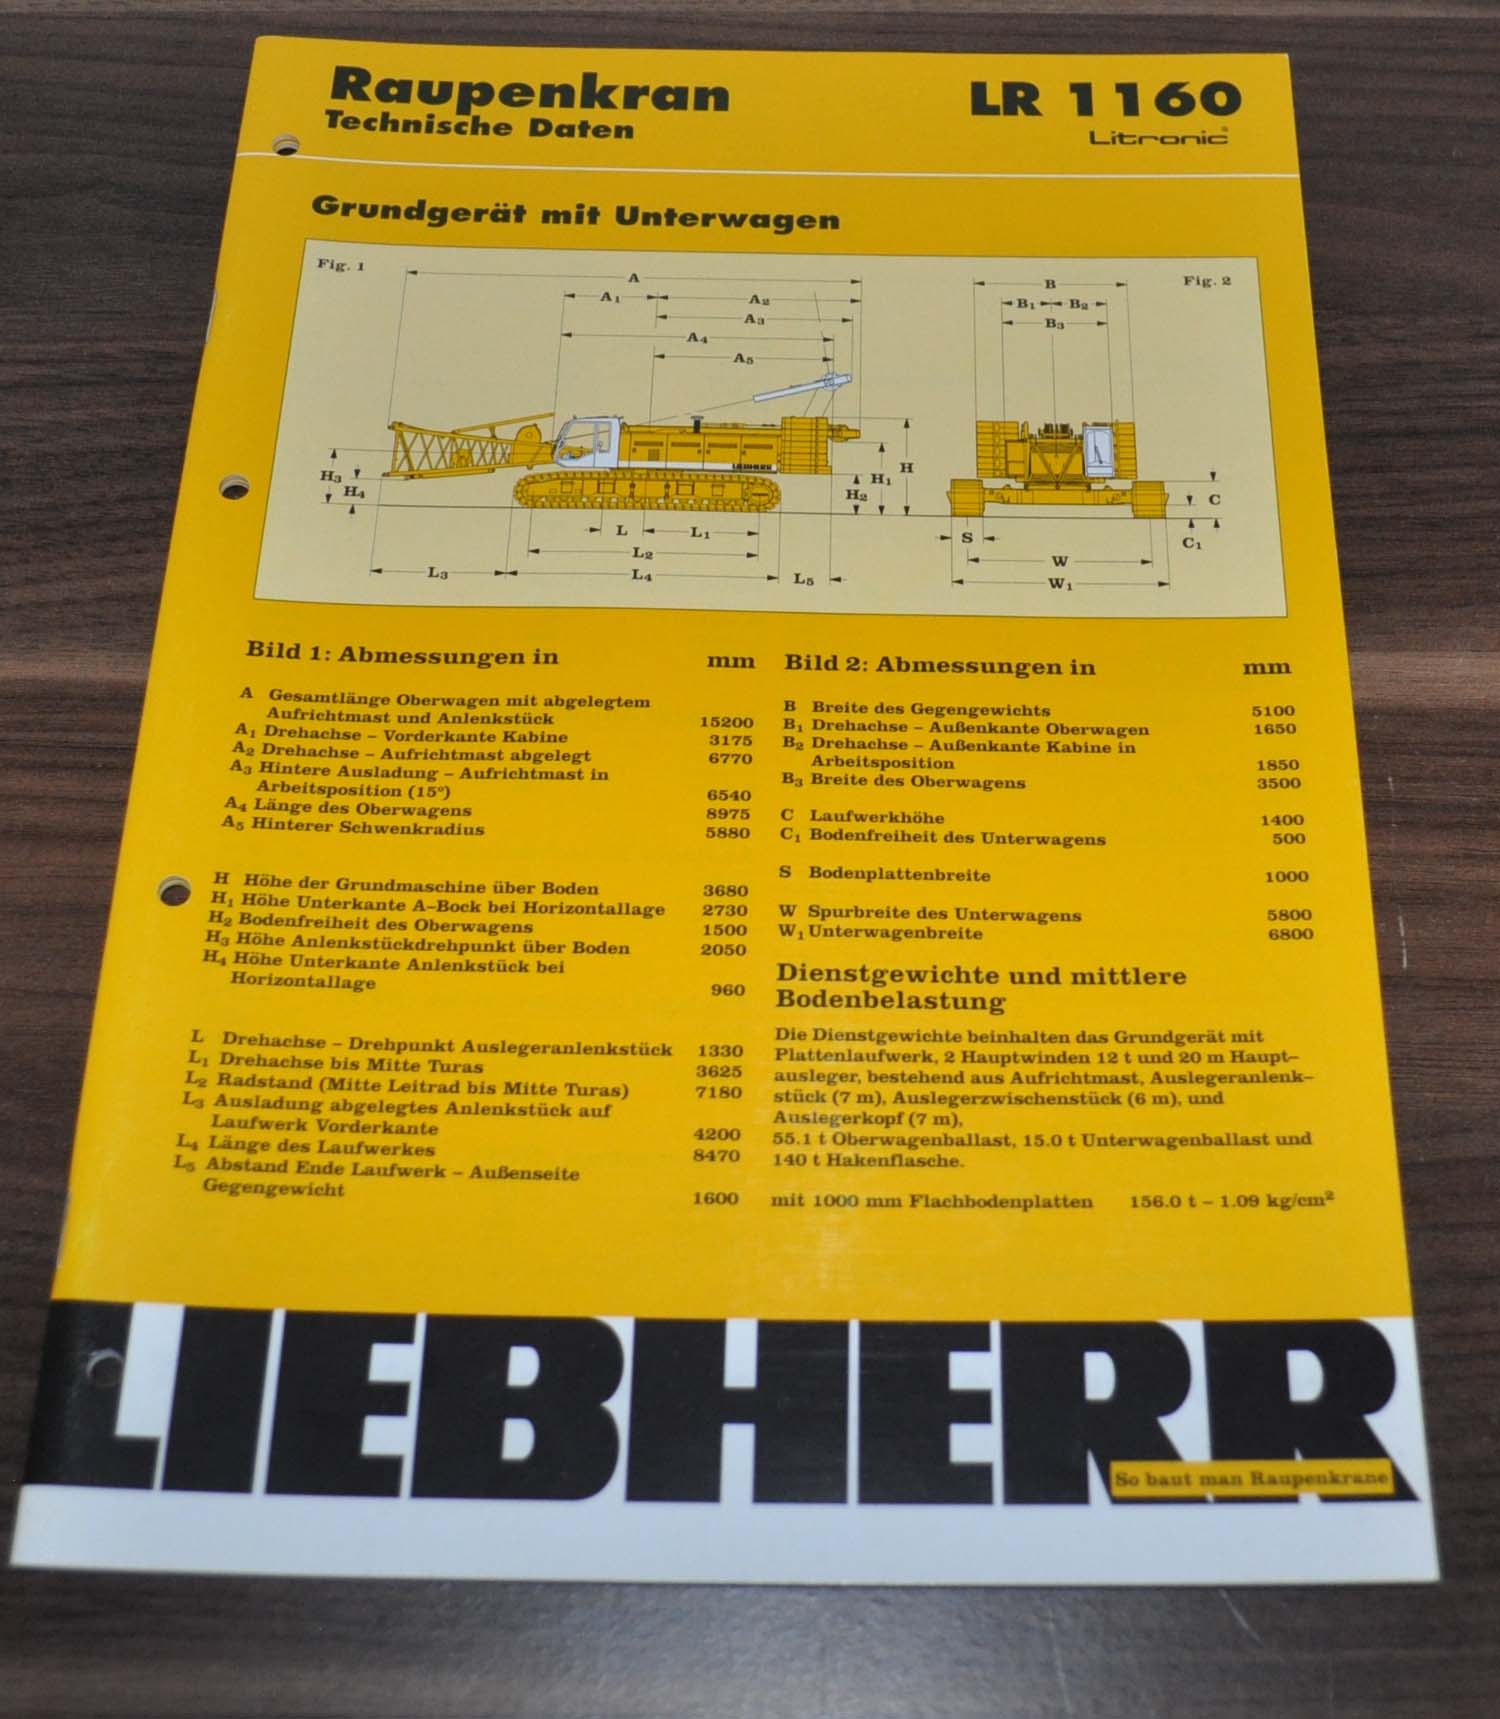 Raupenkran
Technische Daten
LR 1160
Litronic®
Grundgerät mit Unterwagen
Fig. 1
A
A1
A2
A3
A4
A5
H3
H4
H
H1
H2
LIEBHERR
L
L1
L2
L3
L4
L5
Fig. 2
B
B1
B2
B3
C
C1
S
W
W1
Bild 1: Abmessungen in mm
A Gesamtlänge Oberwagen mit abgelegtem
Aufrichtmast und Anlenkstück 15200
A1 Drehachse – Vorderkante Kabine 3175
A2 Drehachse – Aufrichtmast abgelegt 6770
A3 Hintere Ausladung – Aufrichtmast in
Arbeitsposition (15°) 6540
A4 Länge des Oberwagens 8975
A5 Hinterer Schwenkradius 5880
H Höhe der Grundmaschine über Boden 3680
H1 Höhe Unterkante A–Bock bei Horizontallage 2730
H2 Bodenfreiheit des Oberwagens 1500
H3 Höhe Anlenkstückdrehpunkt über Boden 2050
H4 Höhe Unterkante Anlenkstück bei
Horizontallage 960
L Drehachse – Drehpunkt Auslegeranlenkstück 1330
L1 Drehachse bis Mitte Turas 3625
L2 Radstand (Mitte Leitrad bis Mitte Turas) 7180
L3 Ausladung abgelegtes Anlenkstück auf
Laufwerk Vorderkante 4200
L4 Länge des Laufwerkes 8470
L5 Abstand Ende Laufwerk – Außenseite
Gegengewicht 1600
Bild 2: Abmessungen in mm
B Breite des Gegengewichts 5100
B1 Drehachse – Außenkante Oberwagen 1650
B2 Drehachse – Außenkante Kabine in
Arbeitsposition 1850
B3 Breite des Oberwagens 3500
C Laufwerkhöhe 1400
C1 Bodenfreiheit des Unterwagens 500
S Bodenplattenbreite 1000
W Spurbreite des Unterwagens 5800
W1 Unterwagenbreite 6800
Dienstgewichte und mittlere
Bodenbelastung
Die Dienstgewichte beinhalten das Grundgerät mit
Plattenlaufwerk, 2 Hauptwinden 12 t und 20 m Haupt–
ausleger, bestehend aus Aufrichtmast, Auslegeranlenk–
stück (7 m), Auslegerzwischenstück (6 m), und
Auslegerkopf (7 m),
55.1 t Oberwagenballast, 15.0 t Unterwagenballast und
140 t Hakenflasche.
mit 1000 mm Flachbodenplatten 156.0 t – 1.09 kg/cm²
LIEBHERR
So baut man Raupenkrane